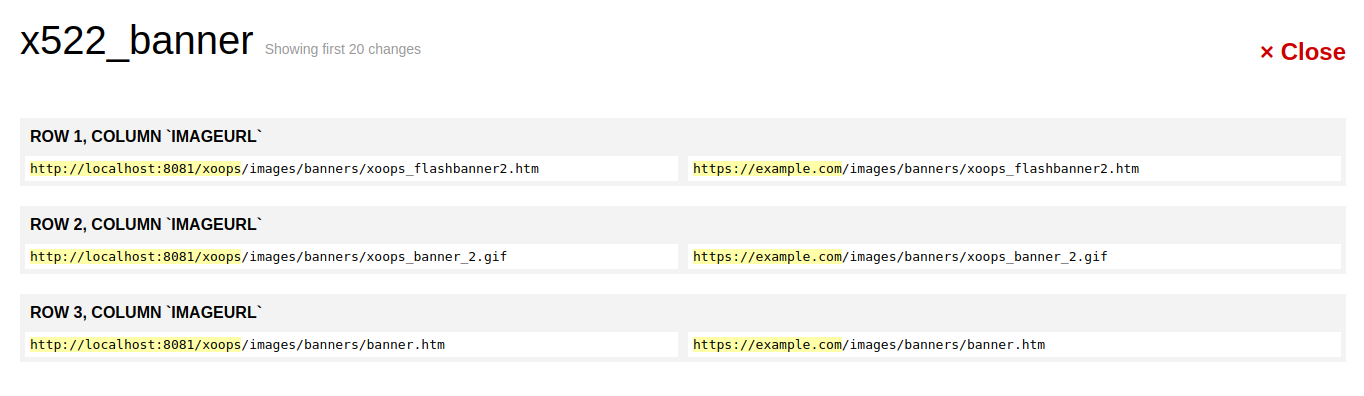 x522_banner Showing first 20 changes
× Close
ROW 1, COLUMN `IMAGEURL`
http://localhost:8081/xoops/images/banners/xoops_flashbanner2.htm https://example.com/images/banners/xoops_flashbanner2.htm
ROW 2, COLUMN `IMAGEURL`
http://localhost:8081/xoops/images/banners/xoops_banner_2.gif https://example.com/images/banners/xoops_banner_2.gif
ROW 3, COLUMN `IMAGEURL`
http://localhost:8081/xoops/images/banners/banner.htm https://example.com/images/banners/banner.htm